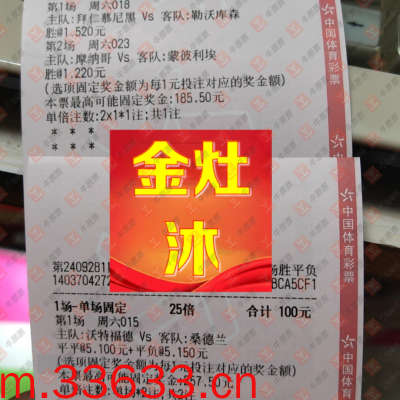 第1场 周六018
主队:拜仁慕尼黑 Vs 客队:勒沃库森
胜@1.520元
第2场 周六023
主队:摩纳哥 Vs 客队:蒙彼利埃
胜@1.220元
(选项固定奖金额为每1元投注对应的奖金额)
本票最高可能固定奖金:185.50元
单倍注数:2x1*1注;共1注
* * *
* * *
中国体育彩票
金灶
沐
胜平负
BCA5CF1
1场-单场固定 25倍 合计 100元
第1场 周六015
主队:沃特福德 Vs 客队:桑德兰
平平@5.100元+平负@5.150元
(选项固定奖金额为每1元投注对应的奖金额)
中国体育彩票
m.33633.cn